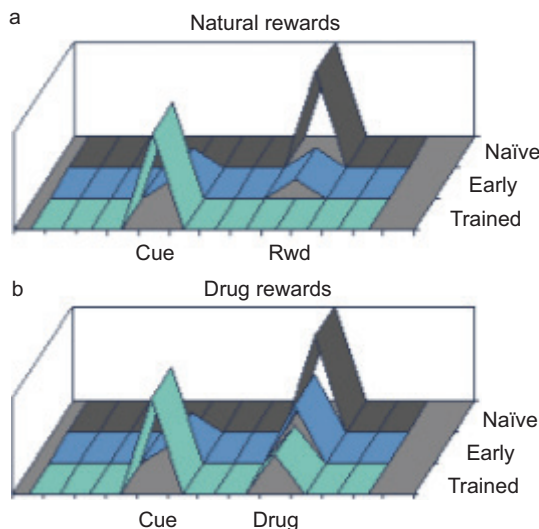 a
Natural rewards
Naïve
Early
Trained
Cue Rwd
b
Drug rewards
Naïve
Early
Trained
Cue Drug